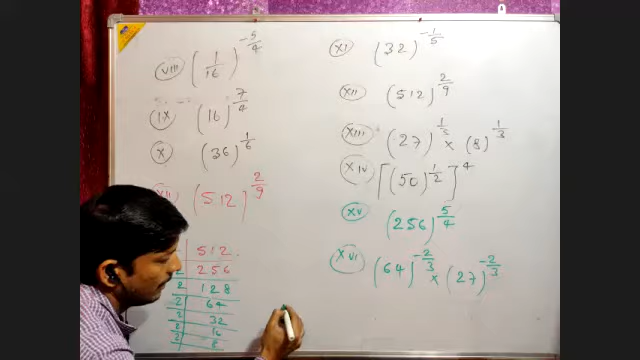 VIII (1/16)^-5/4
IX (16)^7/4
X (36)^1/6
XII (512)^2/9
512
256
2 128
2 64
2 32
2 16
2 8
XI (32)^-1/5
XII (512)^2/9
XIII (27)^1/3 × (8)^1/3
XIV [(50)^1/2]^4
XV (256)^5/4
XVI (64)^-2/3 × (27)^-2/3